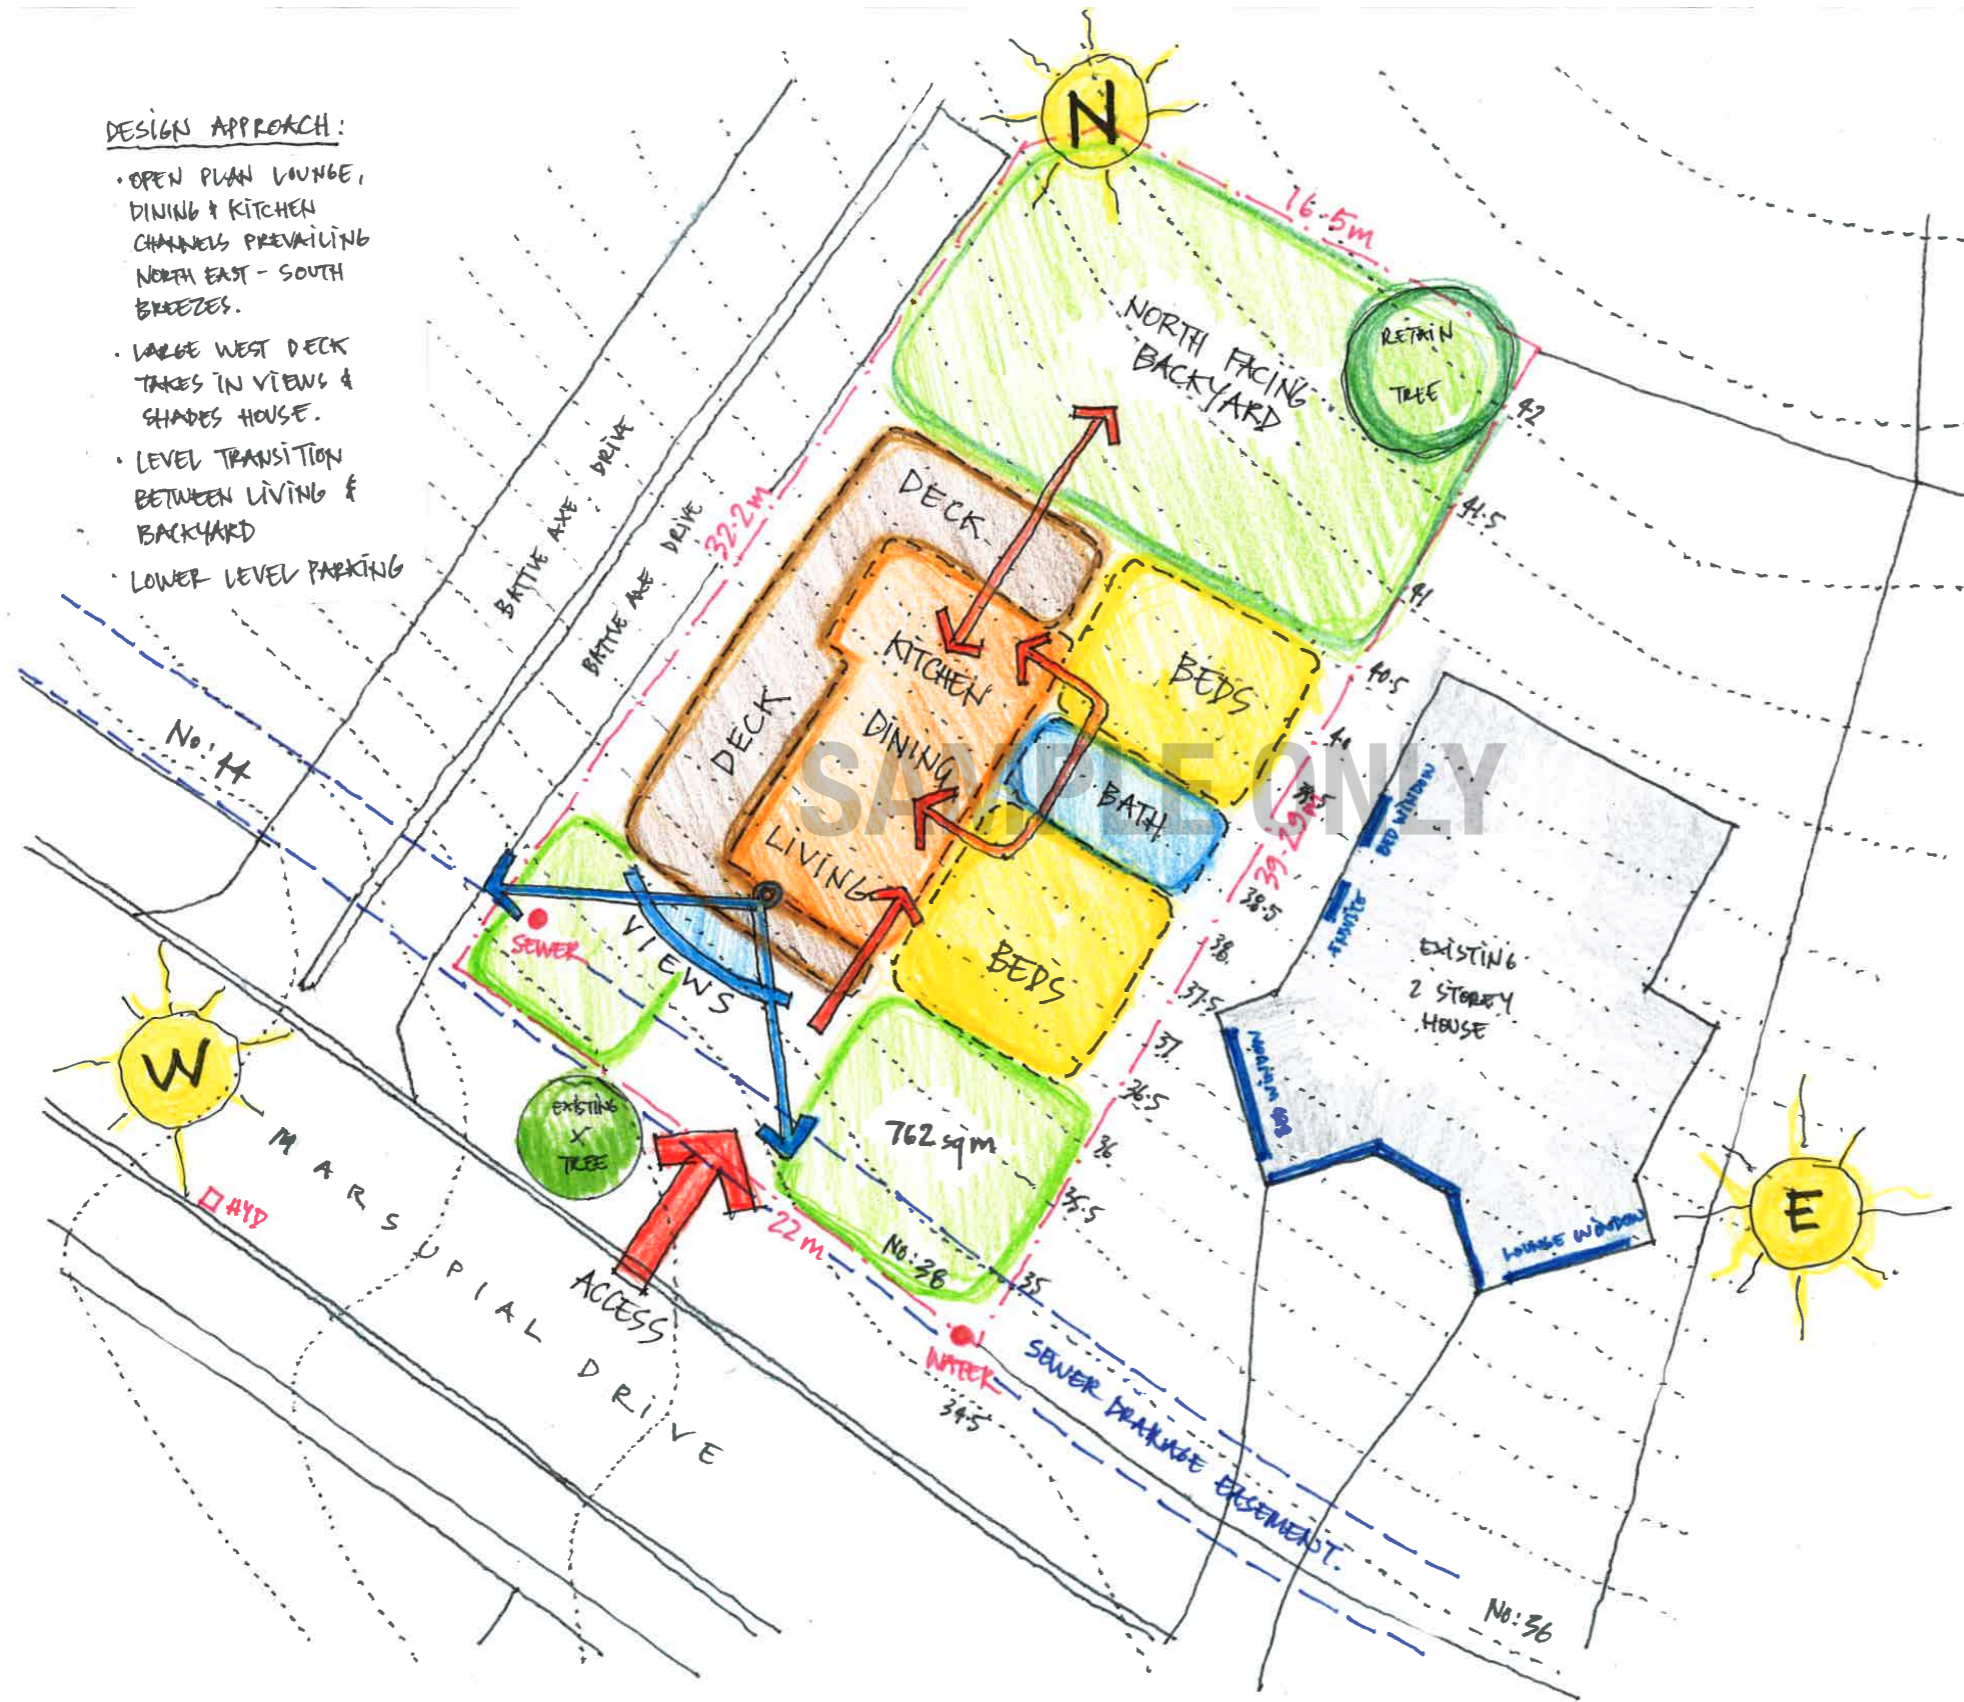 DESIGN APPROACH:
· OPEN PLAN LOUNGE,
DINING & KITCHEN
CHANNELS PREVAILING
NORTH EAST - SOUTH
BREEZES.
· LARGE WEST DECK
TAKES IN VIEWS &
SHADES HOUSE.
· LEVEL TRANSITION
BETWEEN LIVING &
BACKYARD
· LOWER LEVEL PARKING
N
16.5m
NORTH FACING
BACKYARD
RETAIN
TREE
42
41.5
41
40.5
40
39.5
39.29m
38.5
38
37.5
37
36.5
36
35.5
35
34.5
BATTLE AXE DRIVE
BATTLE AXE DRIVE
32.2m
DECK
DECK
KITCHEN
DINING
LIVING
BEDS
BATH
BEDS
SAMPLE ONLY
No: 44
SEWER
VIEWS
762 sqm
No: 38
22m
EXISTING
TREE
ACCESS
WATER
W
HYD
MARSUPIAL DRIVE
SEWER DRAINAGE EASEMENT.
No: 36
BED WINDOW
ENSUITE
EXISTING
2 STOREY
HOUSE
LOUNGE WINDOW
E